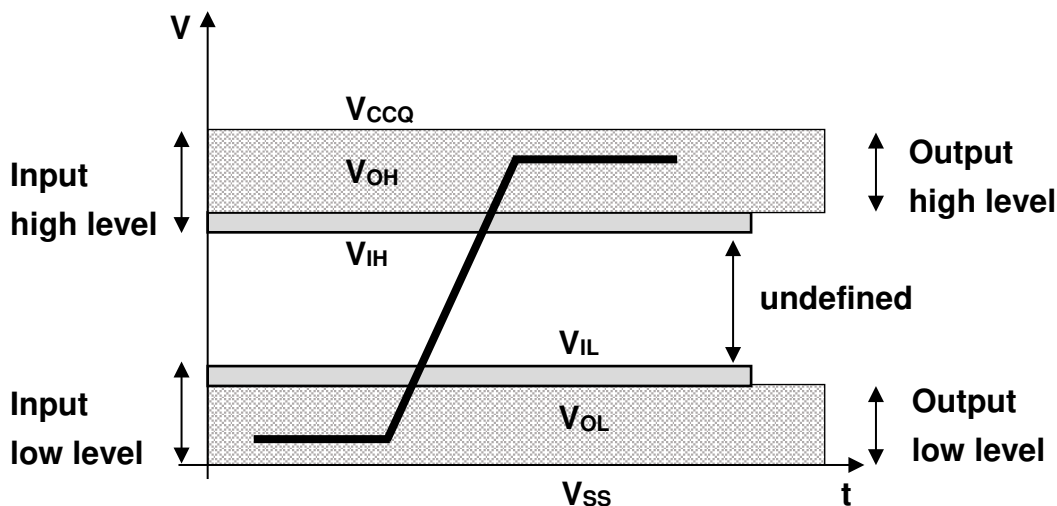 V
VCCQ
Input
high level
VOH
Output
high level
VIH
undefined
VIL
Input
low level
VOL
Output
low level
VSS
t